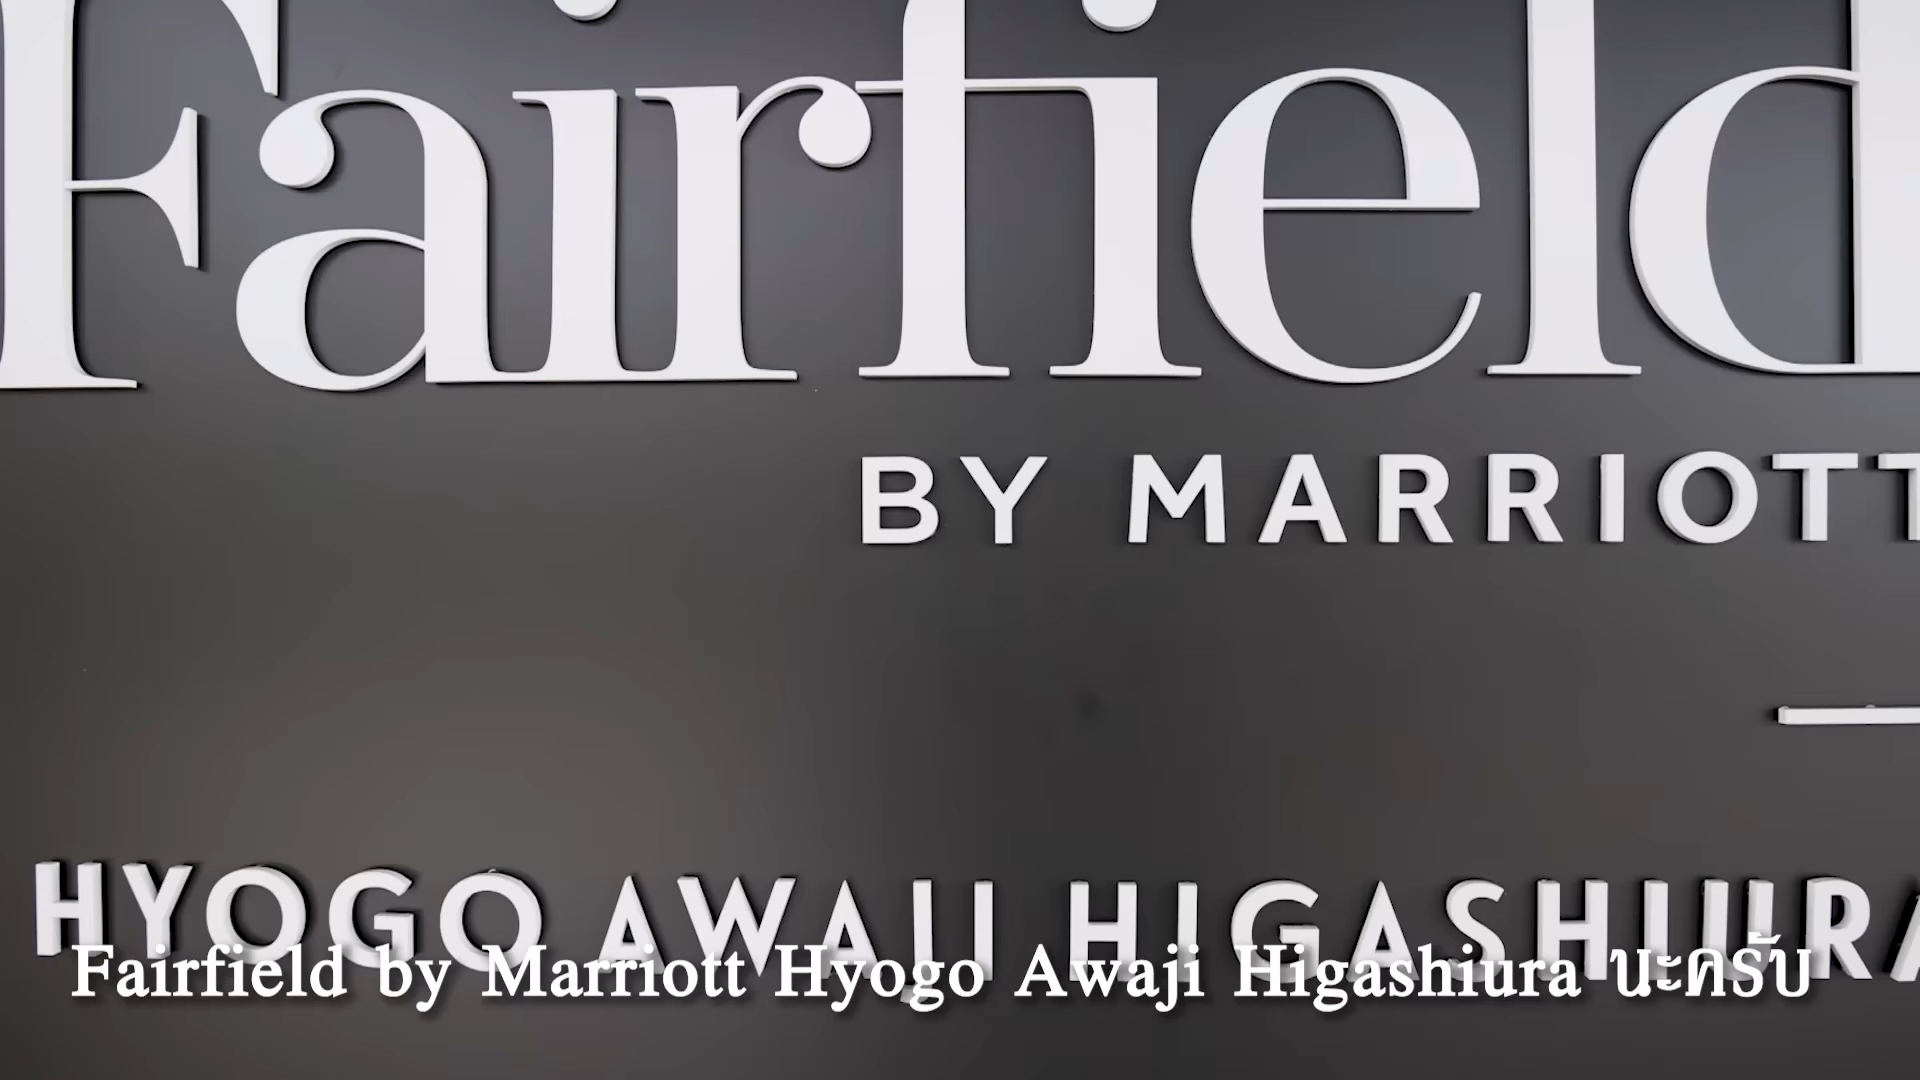 Fairfield
BY MARRIOTT
HYOGO AWAJI HIGASHIURA
Fairfield by Marriott Hyogo Awaji Higashiura นะครับ